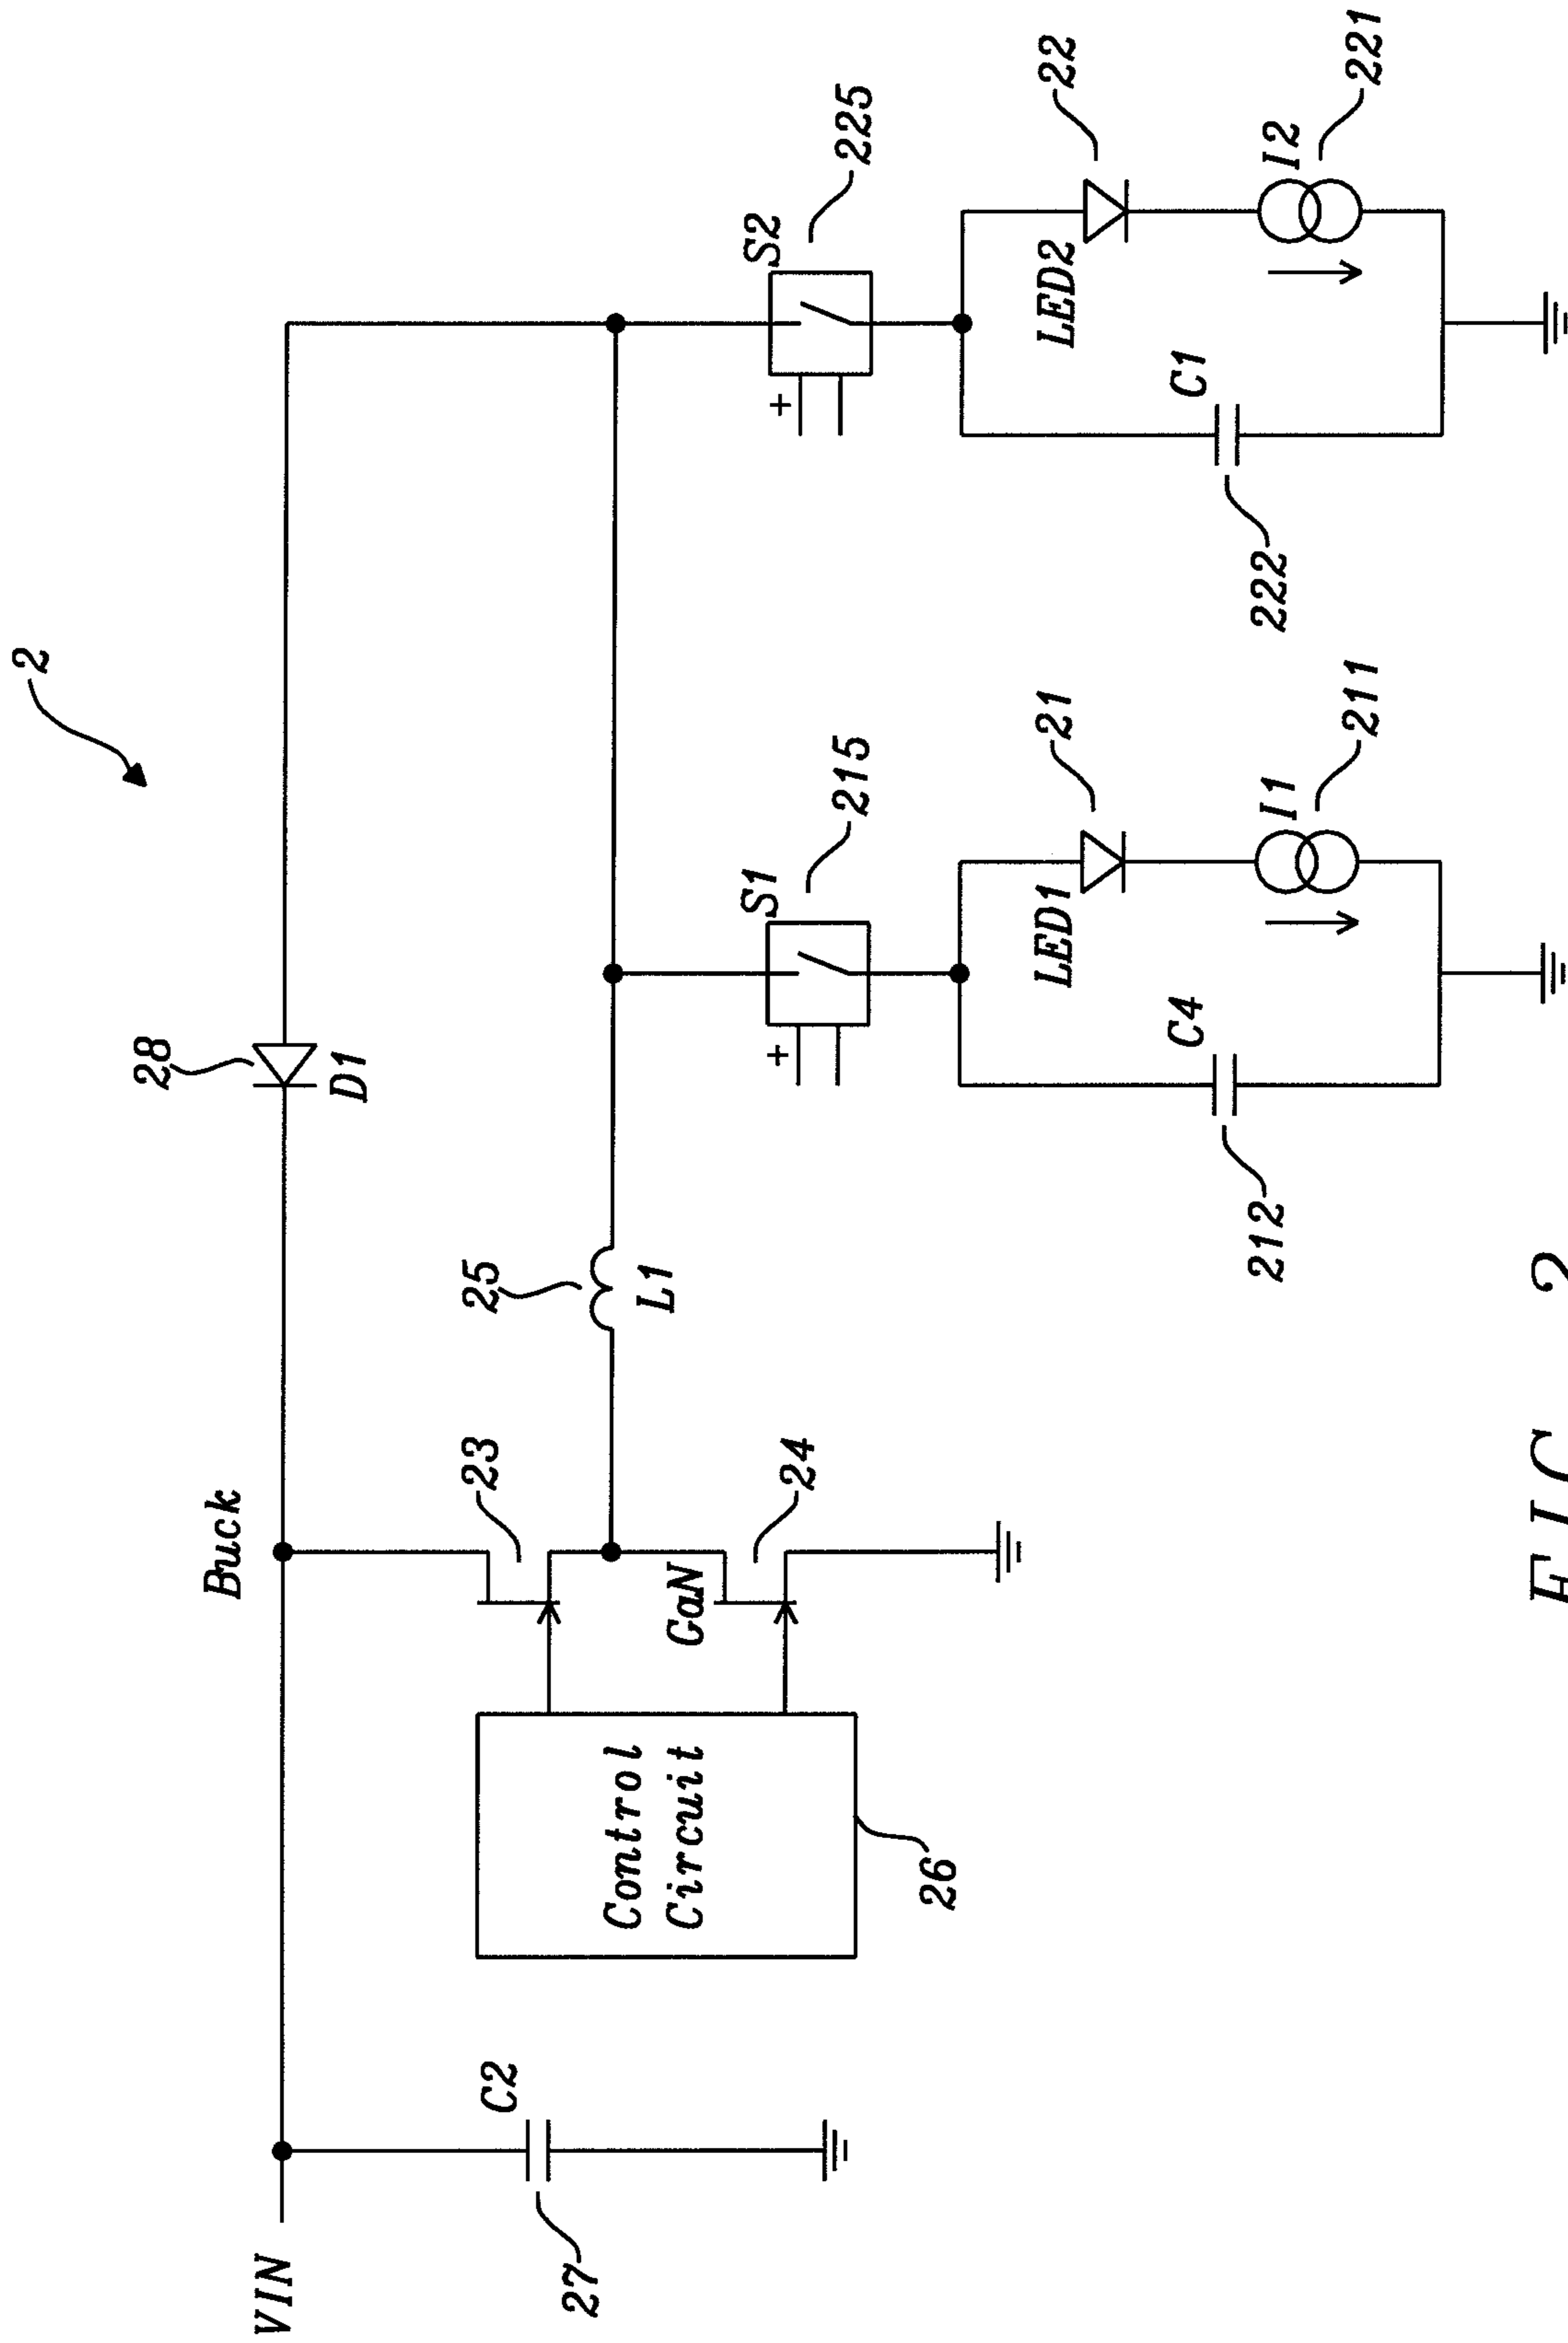 2
28
D1
Buck
VIN
C2
27
Control
Circuit
26
23
GaN
24
25
L1
S1
215
S2
225
LED1
21
C4
212
I1
211
LED2
22
C1
222
I2
221
FIG. 2